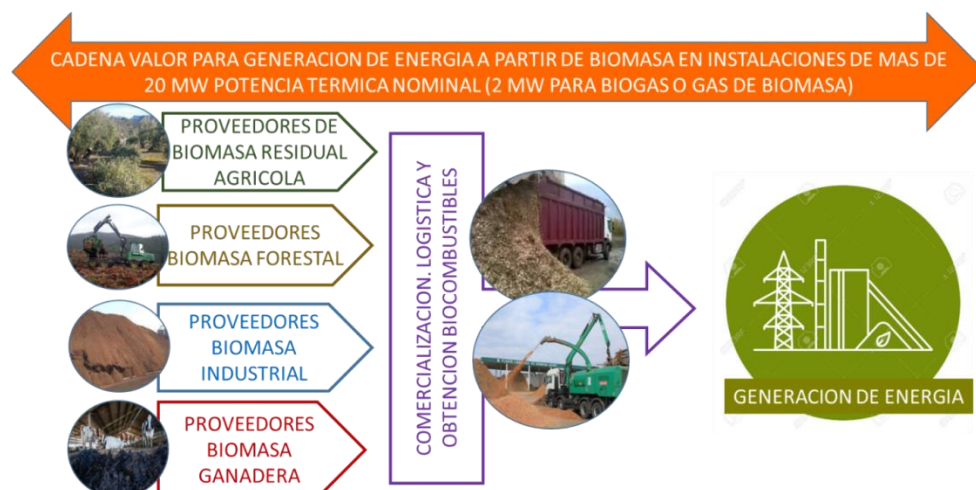 CADENA VALOR PARA GENERACION DE ENERGIA A PARTIR DE BIOMASA EN INSTALACIONES DE MAS DE
20 MW POTENCIA TERMICA NOMINAL (2 MW PARA BIOGAS O GAS DE BIOMASA)
PROVEEDORES DE
BIOMASA RESIDUAL
AGRICOLA
PROVEEDORES
BIOMASA FORESTAL
PROVEEDORES
BIOMASA
INDUSTRIAL
PROVEEDORES
BIOMASA
GANADERA
COMERCIALIZACION. LOGISTICA Y
OBTENCION BIOCOMBUSTIBLES
GENERACION DE ENERGIA